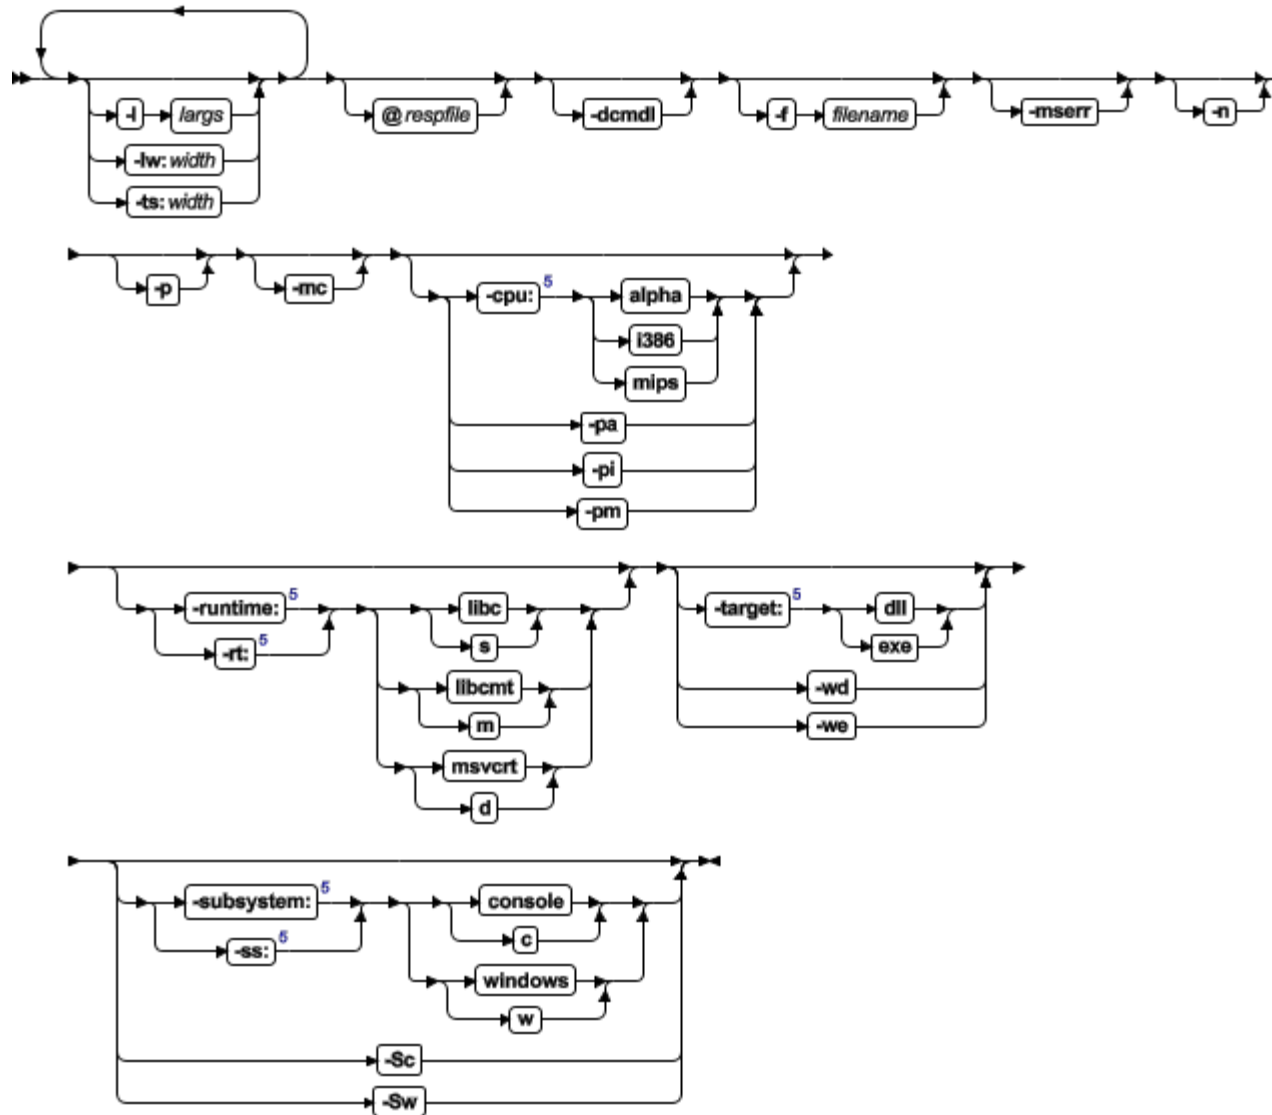 -l largs @respfile -dcmdl -f filename -mserr -n
-lw:width
-ts:width
-p -mc -cpu: 5 alpha
i386
mips
-pa
-pi
-pm
-runtime: 5 libc -target: 5 dll
-rt: 5 s exe
libcmt -wd
m -we
msvcrt
d
-subsystem: 5 console
-ss: 5 c
windows
w
-Sc
-Sw